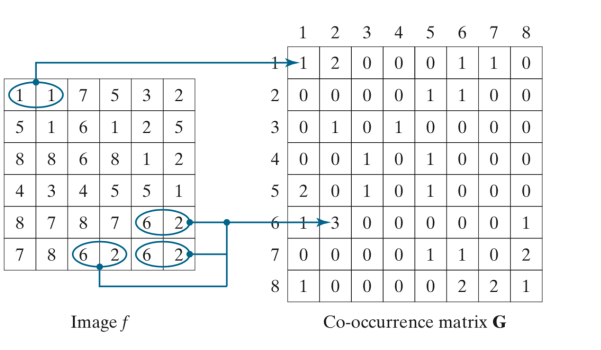 1 2 3 4 5 6 7 8
1 1 2 0 0 0 1 1 0
2 0 0 0 0 1 1 0 0
3 0 1 0 1 0 0 0 0
4 0 0 1 0 1 0 0 0
5 2 0 1 0 1 0 0 0
6 1 3 0 0 0 0 0 1
7 0 0 0 0 1 1 0 2
8 1 0 0 0 0 2 2 1
1 1 7 5 3 2
5 1 6 1 2 5
8 8 6 8 1 2
4 3 4 5 5 1
8 7 8 7 6 2
7 8 6 2 6 2
Image f
Co-occurrence matrix G